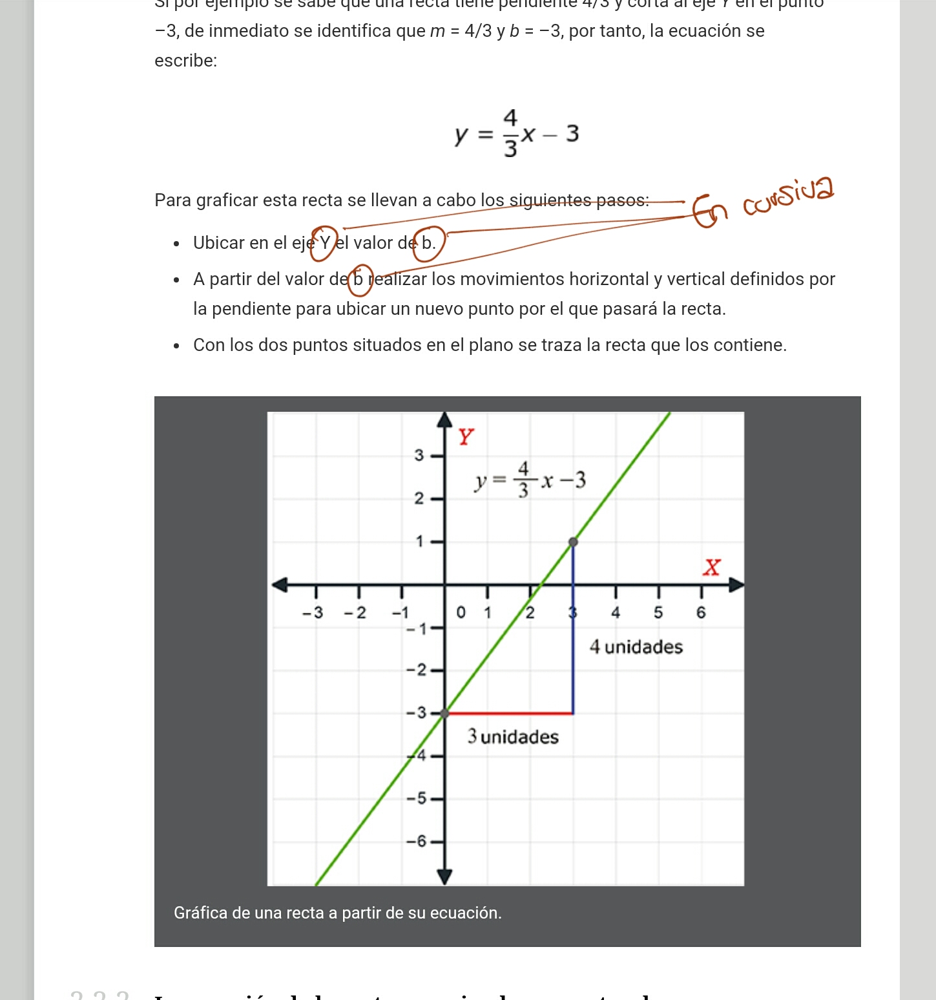 Si por ejemplo se sabe que una recta tiene pendiente 4/3 y corta al eje Y en el punto
−3, de inmediato se identifica que m = 4/3 y b = −3, por tanto, la ecuación se
escribe:
y = 4/3 x − 3
Para graficar esta recta se llevan a cabo los siguientes pasos:
En cursiva
• Ubicar en el eje Y el valor de b.
• A partir del valor de b realizar los movimientos horizontal y vertical definidos por
la pendiente para ubicar un nuevo punto por el que pasará la recta.
• Con los dos puntos situados en el plano se traza la recta que los contiene.
Y
3
y = 4/3 x − 3
2
1
X
−3 −2 −1 0 1 2 3 4 5 6
−1
4 unidades
−2
−3
3 unidades
−4
−5
−6
Gráfica de una recta a partir de su ecuación.